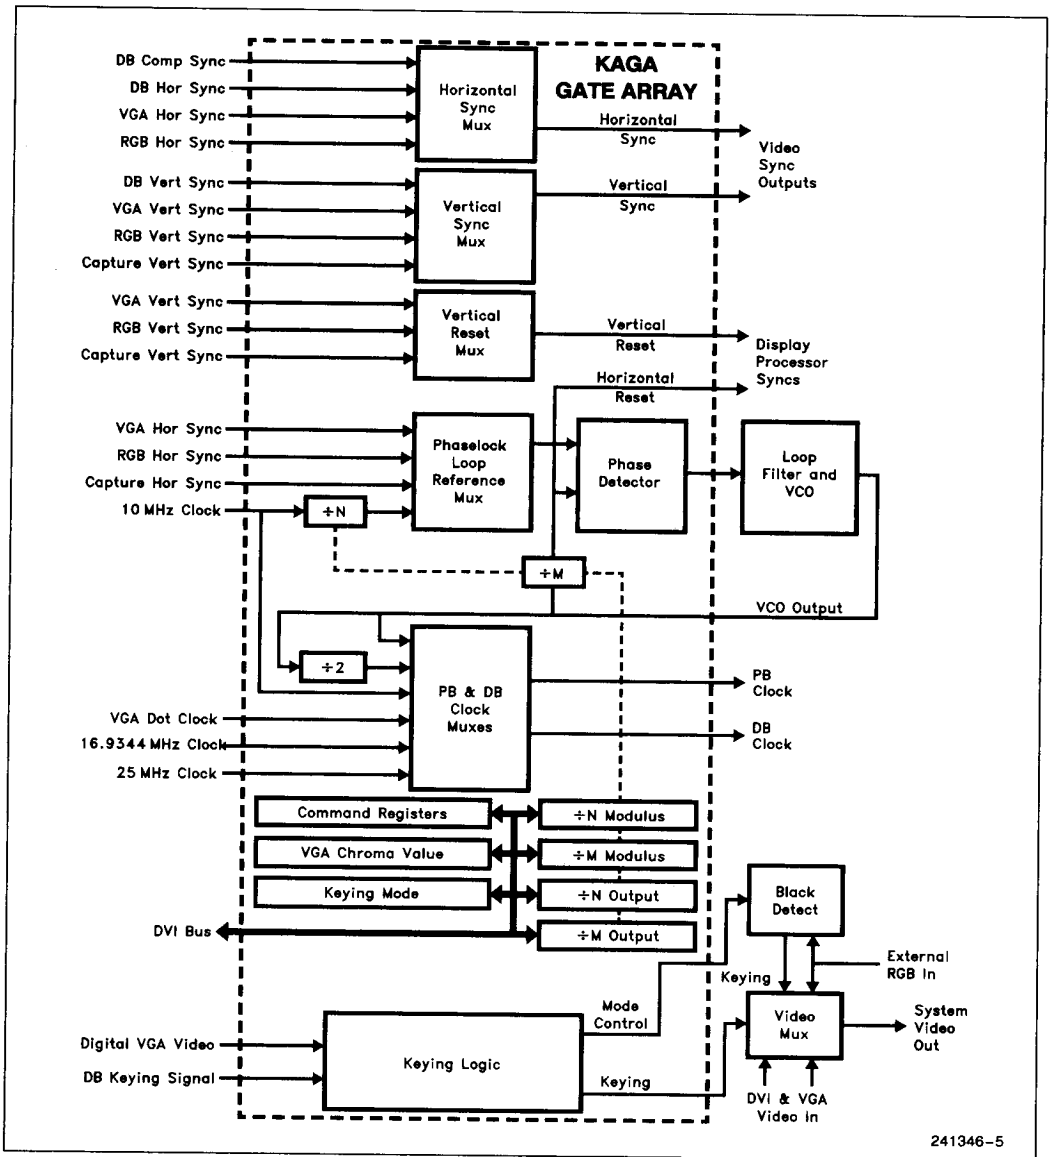 KAGA
GATE ARRAY
DB Comp Sync
DB Hor Sync
VGA Hor Sync
RGB Hor Sync
Horizontal
Sync
Mux
Horizontal
Sync
Video
Sync
Outputs
DB Vert Sync
VGA Vert Sync
RGB Vert Sync
Capture Vert Sync
Vertical
Sync
Mux
Vertical
Sync
VGA Vert Sync
RGB Vert Sync
Capture Vert Sync
Vertical
Reset
Mux
Vertical
Reset
Display
Processor
Syncs
Horizontal
Reset
VGA Hor Sync
RGB Hor Sync
Capture Hor Sync
10 MHz Clock
÷N
Phaselock
Loop
Reference
Mux
Phase
Detector
Loop
Filter and
VCO
÷M
VCO Output
÷2
PB & DB
Clock
Muxes
PB
Clock
DB
Clock
VGA Dot Clock
16.9344 MHz Clock
25 MHz Clock
Command Registers
÷N Modulus
VGA Chroma Value
÷M Modulus
Keying Mode
÷N Output
DVI Bus
÷M Output
Black
Detect
External
RGB In
Keying
Mode
Control
Video
Mux
System
Video
Out
Digital VGA Video
DB Keying Signal
Keying Logic
Keying
DVI & VGA
Video In
241346-5